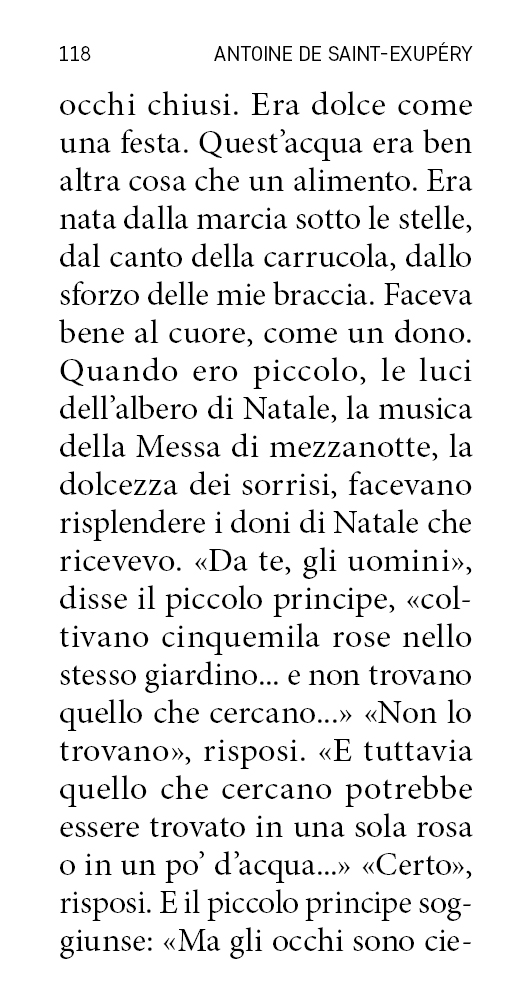 118 ANTOINE DE SAINT-EXUPÉRY
occhi chiusi. Era dolce come
una festa. Quest’acqua era ben
altra cosa che un alimento. Era
nata dalla marcia sotto le stelle,
dal canto della carrucola, dallo
sforzo delle mie braccia. Faceva
bene al cuore, come un dono.
Quando ero piccolo, le luci
dell’albero di Natale, la musica
della Messa di mezzanotte, la
dolcezza dei sorrisi, facevano
risplendere i doni di Natale che
ricevevo. «Da te, gli uomini»,
disse il piccolo principe, «col-
tivano cinquemila rose nello
stesso giardino... e non trovano
quello che cercano...» «Non lo
trovano», risposi. «E tuttavia
quello che cercano potrebbe
essere trovato in una sola rosa
o in un po’ d’acqua...» «Certo»,
risposi. E il piccolo principe sog-
giunse: «Ma gli occhi sono cie-